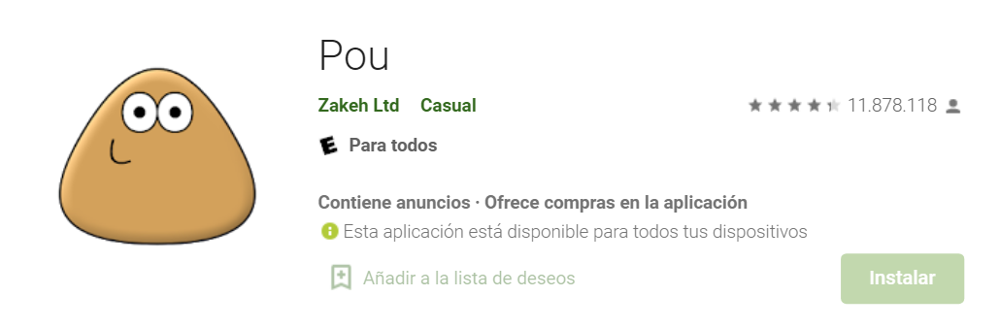 Pou
Zakeh Ltd Casual 11.878.118
E Para todos
Contiene anuncios · Ofrece compras en la aplicación
Esta aplicación está disponible para todos tus dispositivos
Añadir a la lista de deseos Instalar